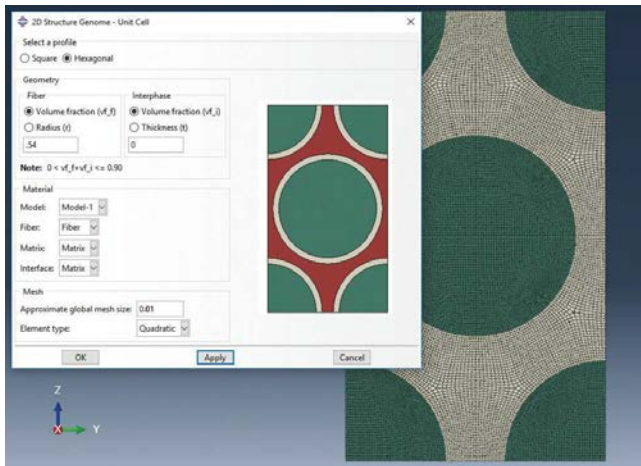 2D Structure Genome - Unit Cell
Select a profile
Square Hexagonal
Geometry
Fiber
Volume fraction (vf_f)
Radius (r)
.54
Interphase
Volume fraction (vf_i)
Thickness (t)
0
Note: 0 < vf_f+vf_i <= 0.90
Material
Model: Model-1
Fiber: Fiber
Matrix: Matrix
Interface: Matrix
Mesh
Approximate global mesh size: 0.01
Element type: Quadratic
OK Apply Cancel
Z
X Y